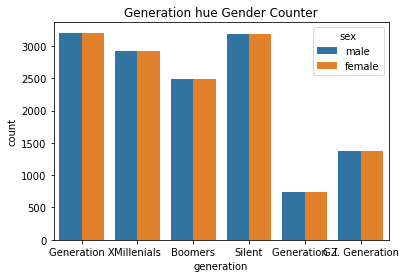 Generation hue Gender Counter
sex
male
female
count
3000
2500
2000
1500
1000
500
0
Generation X
Millenials
Boomers
Silent
Generation Z
G.I. Generation
generation